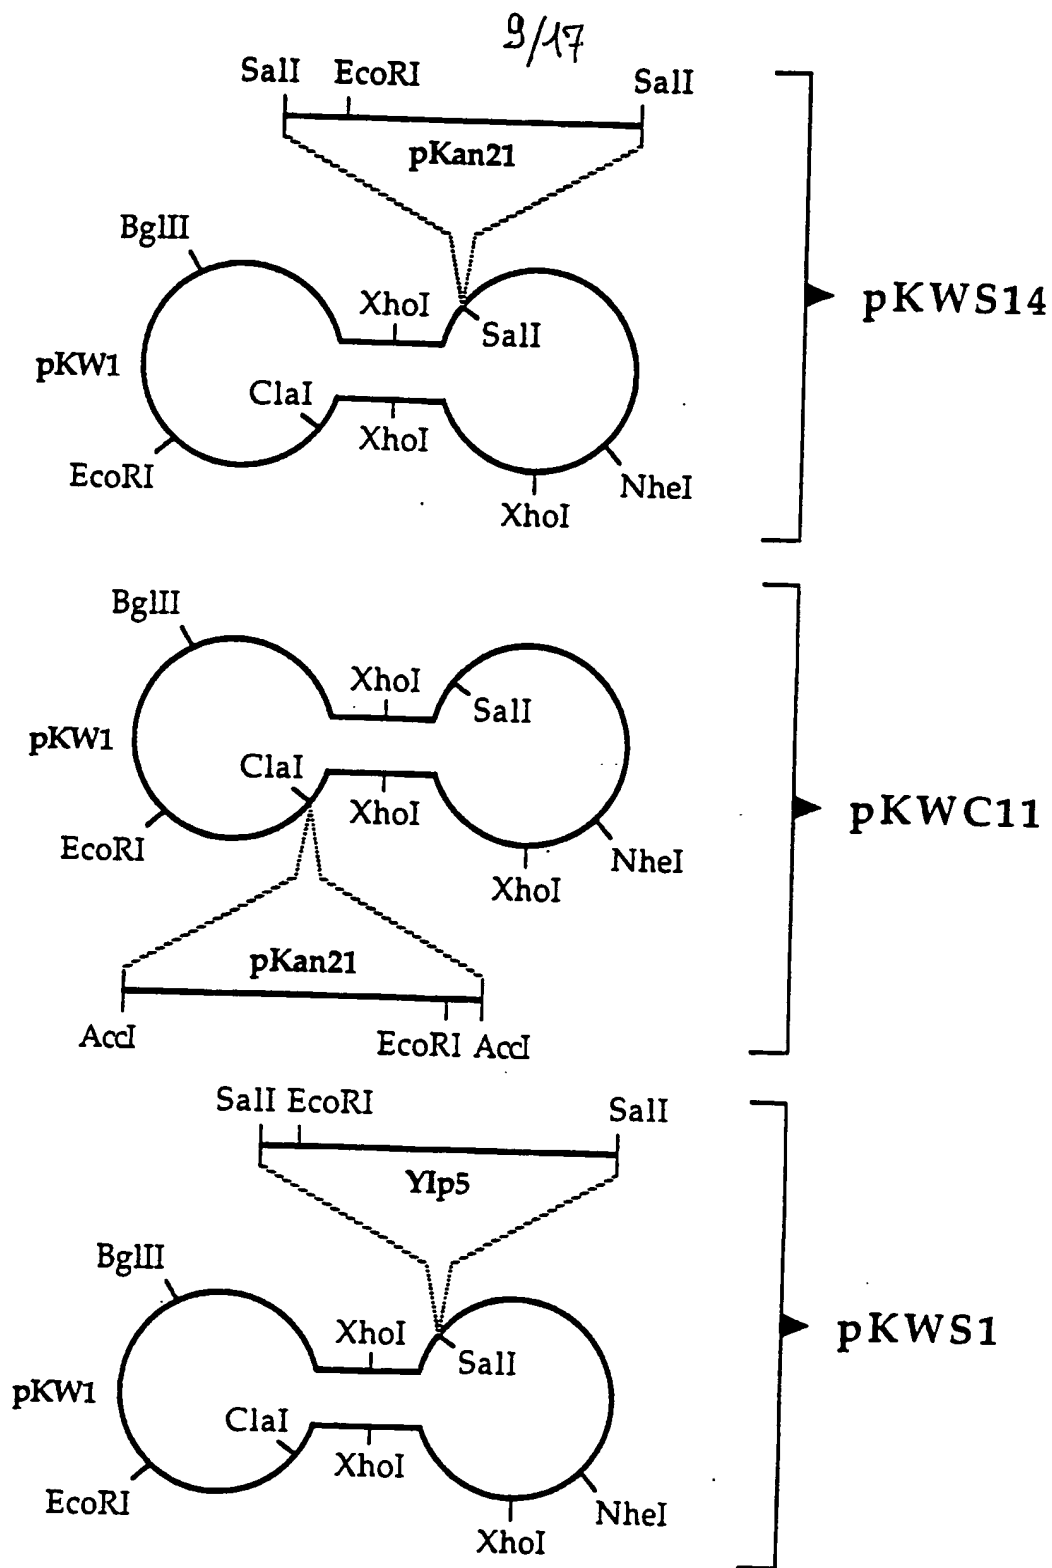 9/17
SalI EcoRI SalI
pKan21
BglII
XhoI
SalI
pKW1
ClaI
XhoI
EcoRI
NheI
XhoI
pKWS14
BglII
XhoI
SalI
pKW1
ClaI
XhoI
EcoRI
NheI
XhoI
pKan21
AccI EcoRI AccI
pKWC11
SalI EcoRI SalI
YIp5
BglII
XhoI
SalI
pKW1
ClaI
XhoI
EcoRI
NheI
XhoI
pKWS1